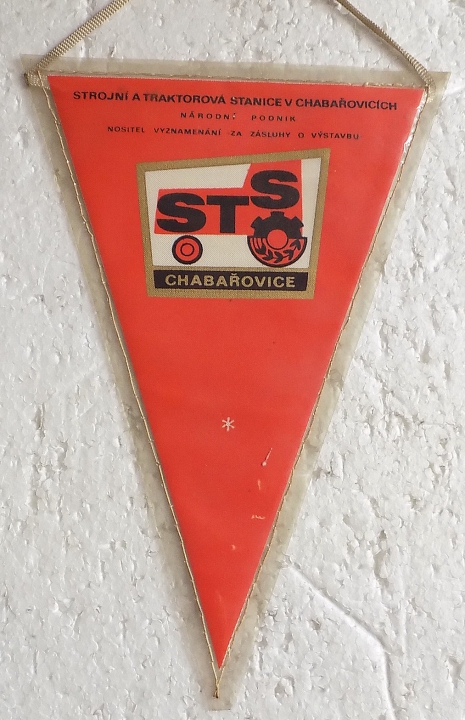 STROJNÍ A TRAKTOROVÁ STANICE V CHABAŘOVICÍCH
NÁRODNÍ PODNIK
NOSITEL VYZNAMENÁNÍ ZA ZÁSLUHY O VÝSTAVBU
STS
CHABAŘOVICE